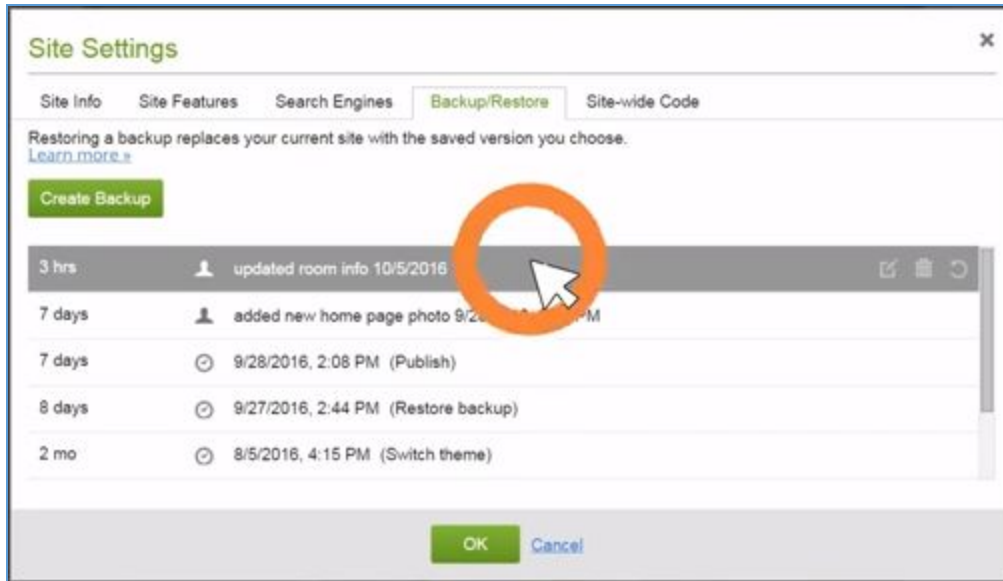 Site Settings
Site Info Site Features Search Engines Backup/Restore Site-wide Code
Restoring a backup replaces your current site with the saved version you choose.
Learn more »
Create Backup
3 hrs updated room info 10/5/2016
7 days added new home page photo PM
7 days 9/28/2016, 2:08 PM (Publish)
8 days 9/27/2016, 2:44 PM (Restore backup)
2 mo 8/5/2016, 4:15 PM (Switch theme)
OK Cancel